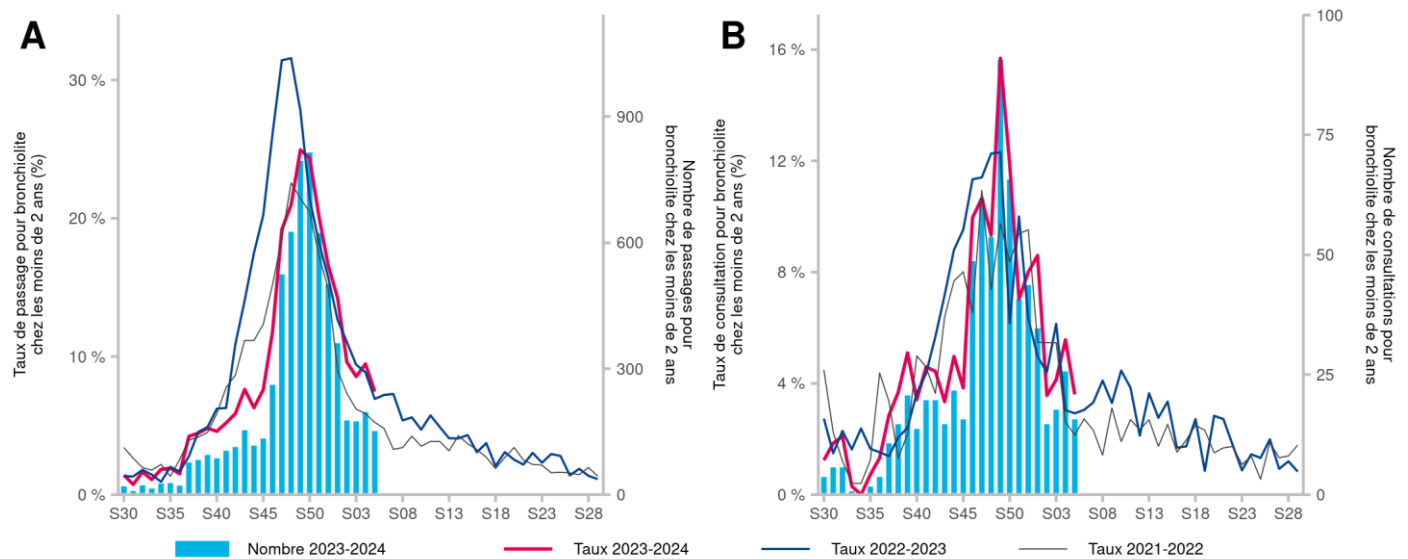 A
Taux de passage pour bronchiolite
chez les moins de 2 ans (%)
30 %
20 %
10 %
0 %
900
600
300
0
Nombre de passages pour
bronchiolite chez les moins de 2 ans
S30 S35 S40 S45 S50 S03 S08 S13 S18 S23 S28
B
Taux de consultation pour bronchiolite
chez les moins de 2 ans (%)
16 %
12 %
8 %
4 %
0 %
100
75
50
25
0
Nombre de consultations pour
bronchiolite chez les moins de 2 ans
S30 S35 S40 S45 S50 S03 S08 S13 S18 S23 S28
Nombre 2023-2024 Taux 2023-2024 Taux 2022-2023 Taux 2021-2022